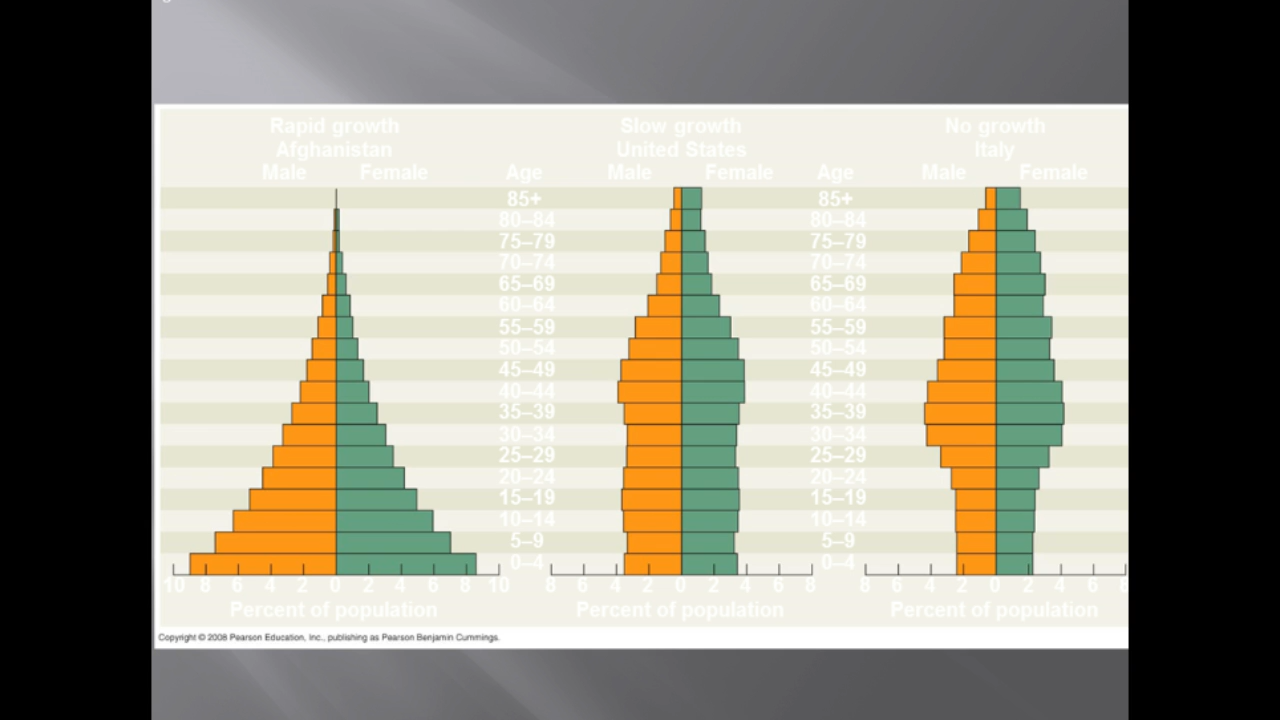 Rapid growth
Afghanistan
Male Female
Slow growth
United States
Male Female
No growth
Italy
Male Female
Age
85+
80–84
75–79
70–74
65–69
60–64
55–59
50–54
45–49
40–44
35–39
30–34
25–29
20–24
15–19
10–14
5–9
0–4
Age
85+
80–84
75–79
70–74
65–69
60–64
55–59
50–54
45–49
40–44
35–39
30–34
25–29
20–24
15–19
10–14
5–9
0–4
10 8 6 4 2 0 2 4 6 8 10
Percent of population
8 6 4 2 0 2 4 6 8
Percent of population
8 6 4 2 0 2 4 6 8
Percent of population
Copyright © 2008 Pearson Education, Inc., publishing as Pearson Benjamin Cummings.